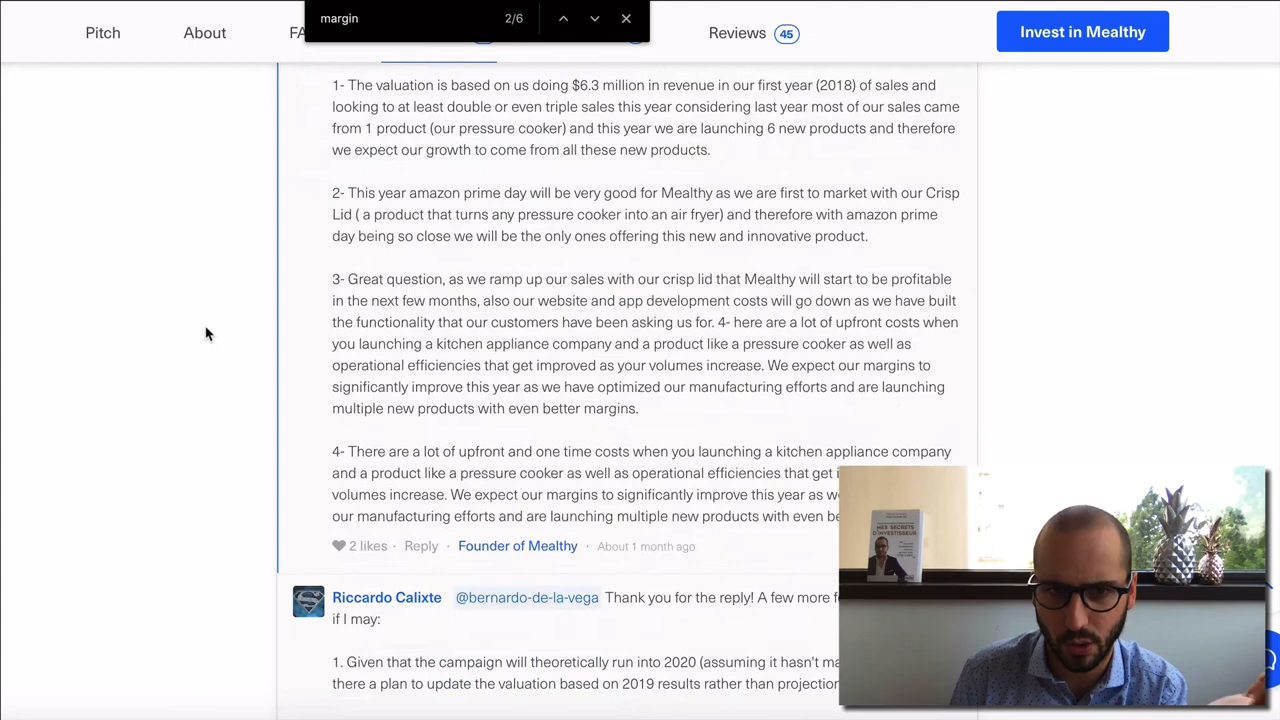 margin 2/6
Pitch About FA Reviews 45 Invest in Mealthy
1- The valuation is based on us doing $6.3 million in revenue in our first year (2018) of sales and
looking to at least double or even triple sales this year considering last year most of our sales came
from 1 product (our pressure cooker) and this year we are launching 6 new products and therefore
we expect our growth to come from all these new products.
2- This year amazon prime day will be very good for Mealthy as we are first to market with our Crisp
Lid ( a product that turns any pressure cooker into an air fryer) and therefore with amazon prime
day being so close we will be the only ones offering this new and innovative product.
3- Great question, as we ramp up our sales with our crisp lid that Mealthy will start to be profitable
in the next few months, also our website and app development costs will go down as we have built
the functionality that our customers have been asking us for. 4- here are a lot of upfront costs when
you launching a kitchen appliance company and a product like a pressure cooker as well as
operational efficiencies that get improved as your volumes increase. We expect our margins to
significantly improve this year as we have optimized our manufacturing efforts and are launching
multiple new products with even better margins.
4- There are a lot of upfront and one time costs when you launching a kitchen appliance company
and a product like a pressure cooker as well as operational efficiencies that get
volumes increase. We expect our margins to significantly improve this year as
our manufacturing efforts and are launching multiple new products with even
2 likes · Reply · Founder of Mealthy · About 1 month ago
Riccardo Calixte @bernardo-de-la-vega Thank you for the reply! A few more
if I may:
1. Given that the campaign will theoretically run into 2020 (assuming it hasn't
there a plan to update the valuation based on 2019 results rather than
MES SECRETS
D'INVESTISSEUR